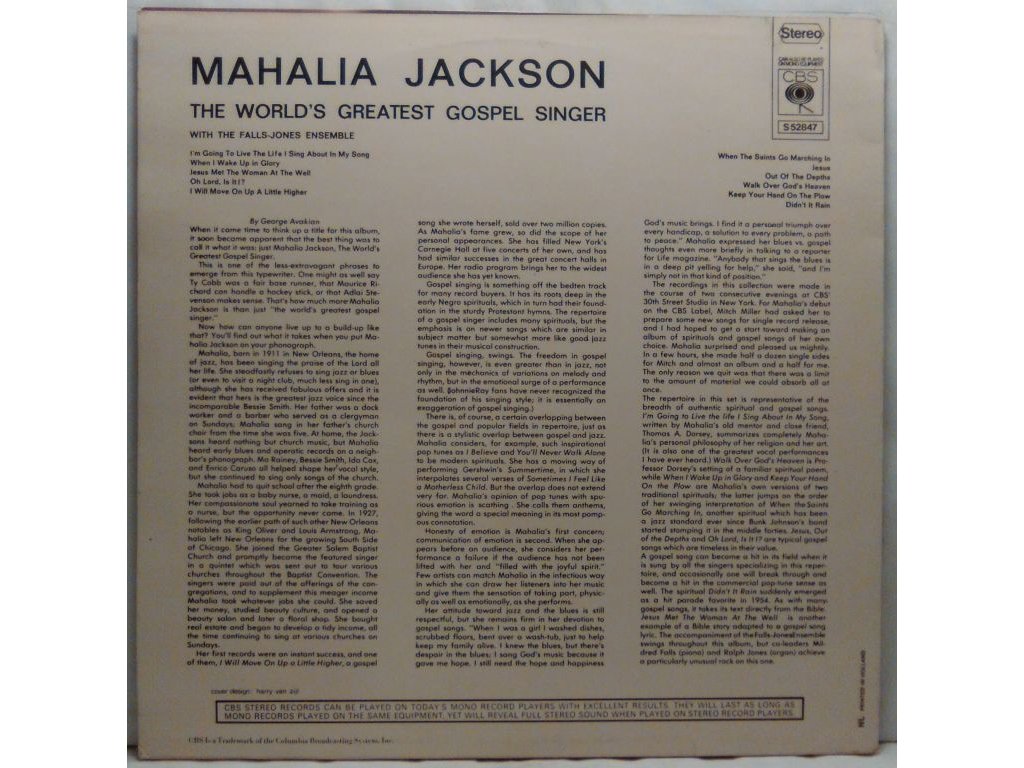 Stereo
CAN ALSO BE PLAYED
ON MONO EQUIPMENT
CBS
S 52847
MAHALIA JACKSON
THE WORLD'S GREATEST GOSPEL SINGER
WITH THE FALLS-JONES ENSEMBLE
I'm Going To Live The Life I Sing About In My Song
When I Wake Up in Glory
Jesus Met The Woman At The Well
Oh Lord, Is It I?
I Will Move On Up A Little Higher
When The Saints Go Marching In
Jesus
Out Of The Depths
Walk Over God's Heaven
Keep Your Hand On The Plow
Didn't It Rain
By George Avakian
When it came time to think up a title for this album,
it soon became apparent that the best thing was to
call it what it was: just Mahalia Jackson, The World's
Greatest Gospel Singer.
This is one of the less-extravagant phrases to
emerge from this typewriter. One might as well say
Ty Cobb was a fair base runner, that Maurice Ri-
chard can handle a hockey stick, or that Adlai Ste-
venson makes sense. That's how much more Mahalia
Jackson is than just "the world's greatest gospel
singer."
Now how can anyone live up to a build-up like
that? You'll find out what it takes when you put Ma-
halia Jackson on your phonograph.
Mahalia, born in 1911 in New Orleans, the home
of jazz, has been singing the praise of the Lord all
her life. She steadfastly refuses to sing jazz or blues
(or even to visit a night club, much less sing in one),
although she has received fabulous offers and it is
evident that hers is the greatest jazz voice since the
incomparable Bessie Smith. Her father was a dock
worker and a barber who served as a clergyman
on Sundays; Mahalia sang in her father's church
choir from the time she was five. At home, the Jack-
sons heard nothing but church music, but Mahalia
heard early blues and operatic records on a neigh-
bor's phonograph. Ma Rainey, Bessie Smith, Ida Cox,
and Enrico Caruso all helped shape her vocal style,
but she continued to sing only songs of the church.
Mahalia had to quit school after the eighth grade.
She took jobs as a baby nurse, a maid, a laundress.
Her compassionate soul yearned to take training as
a nurse, but the opportunity never came. In 1927,
following the earlier path of such other New Orleans
notables as King Oliver and Louis Armstrong, Ma-
halia left New Orleans for the growing South Side
of Chicago. She joined the Greater Salem Baptist
Church and promptly became the featured singer
in a quintet which was sent out to tour various
churches throughout the Baptist Convention. The
singers were paid out of the offerings of the con-
gregations, and to supplement this meager income
Mahalia took whatever jobs she could. She saved
her money, studied beauty culture, and opened a
beauty salon and later a floral shop. She bought
real estate and began to develop a tidy income, all
the time continuing to sing at various churches on
Sundays.
Her first records were an instant success, and one
of them, I Will Move On Up a Little Higher, a gospel
song she wrote herself, sold over two million copies.
As Mahalia's fame grew, so did the scope of her
personal appearances. She has filled New York's
Carnegie Hall at five concerts of her own, and has
had similar successes in the great concert halls in
Europe. Her radio program brings her to the widest
audience she has yet known.
Gospel singing is something off the bedten track
for many record buyers. It has its roots deep in the
early Negro spirituals, which in turn had their found-
ation in the sturdy Protestant hymns. The repertoire
of a gospel singer includes many spirituals, but the
emphasis is on newer songs which are similar in
subject matter but somewhat more like good jazz
tunes in their musical construction.
Gospel singing, swings. The freedom in gospel
singing, however, is even greater than in jazz, not
only in the mechanics of variations on melody and
rhythm, but in the emotional surge of a performance
as well. (JohnnieRay fans have never recognized the
foundation of his singing style; it is essentially an
exaggeration of gospel singing.)
There is, of course, a certain overlapping between
the gospel and popular fields in repertoire, just as
there is a stylistic overlap between gospel and jazz.
Mahalia considers, for example, such inspirational
pop tunes as I Believe and You'll Never Walk Alone
to be modern spirituals. She has a moving way of
performing Gershwin's Summertime, in which she
interpolates several verses of Sometimes I Feel Like
a Motherless Child. But the overlap does not extend
very far. Mahalia's opinion of pop tunes with spu-
rious emotion is scathing . She calls them anthems,
giving the word a special meaning in its most pomp-
ous connotation.
Honesty of emotion is Mahalia's first concern;
communication of emotion is second. When she ap-
pears before an audience, she considers her per-
formance a failure if the audience has not been
lifted with her and "filled with the joyful spirit."
Few artists can match Mahalia in the infectious way
in which she can draw her listeners into her music
and give them the sensation of taking part, physic-
ally as well as emotionally, as she performs.
Her attitude toward jazz and the blues is still
respectful, but she remains firm in her devotion to
gospel songs. "When I was a girl I washed dishes,
scrubbed floors, bent over a wash-tub, just to help
keep my family alive. I knew the blues, but there's
despair in the blues; I sang God's music because it
gave me hope. I still need the hope and happiness
God's music brings. I find it a personal triumph over
every handicap, a solution to every problem, a path
to peace." Mahalia expressed her blues vs. gospel
thoughts even more briefly in talking to a reporter
for Life magazine. "Anybody that sings the blues is
in a deep pit yelling for help," she said, "and I'm
simply not in that kind of position."
The recordings in this collection were made in
the course of two consecutive evenings at CBS'
30th Street Studio in New York. For Mahalia's debut
on the CBS Label, Mitch Miller had asked her to
prepare some new songs for single record release,
and I had hoped to get a start toward making an
album of spirituals and gospel songs of her own
choice. Mahalia surprised and pleased us mightily.
In a few hours, she made half a dozen single sides
for Mitch and almost an album and a half for me.
The only reason we quit was that there was a limit
to the amount of material we could absorb all at
once.
The repertoire in this set is representative of the
breadth of authentic spiritual and gospel songs.
I'm Going to Live the life I Sing About In My Song,
written by Mahalia's old mentor and close friend,
Thomas A. Dorsey, summarizes completely Maha-
lia's personal philosophy of her religion and her art.
(It is also one of the greatest vocal performances
I have ever heard.) Walk Over God's Heaven is Pro-
fessor Dorsey's setting of a familiar spiritual poem,
while When I Wake Up in Glory and Keep Your Hand
On the Plow are Mahalia's own versions of two
traditional spirituals; the latter jumps on the order
of her swinging interpretation of When the Saints
Go Marching In, another spiritual which has been
a jazz standard ever since Bunk Johnson's band
started stomping it in the middle forties. Jesus, Out
of the Depths and Oh Lord, Is It I? are typical gospel
songs which are timeless in their value.
A gospel song can become a hit in its field when it
is sung by all the singers specializing in this reper-
toire, and occasionally one will break through and
become a hit in the commercial pop-tune sense as
well. The spiritual Didn't It Rain suddenly emerged
as a hit parade favorite in 1954. As with many
gospel songs, it takes its text directly from the Bible.
Jesus Met The Woman At The Well is another
example of a Bible story adapted to a gospel song
lyric. The accompaniment of the Falls-Jones Ensemble
swings throughout this album, but co-leaders Mil-
dred Falls (piano) and Ralph Jones (organ) achieve
a particularly unusual rock on this one.
cover design: harry van zijl
CBS STEREO RECORDS CAN BE PLAYED ON TODAY'S MONO RECORD PLAYERS WITH EXCELLENT RESULTS. THEY WILL LAST AS LONG AS
MONO RECORDS PLAYED ON THE SAME EQUIPMENT, YET WILL REVEAL FULL STEREO SOUND WHEN PLAYED ON STEREO RECORD PLAYERS.
CBS Is a Trademark of the Columbia Broadcasting System, Inc.
NL PRINTED IN HOLLAND